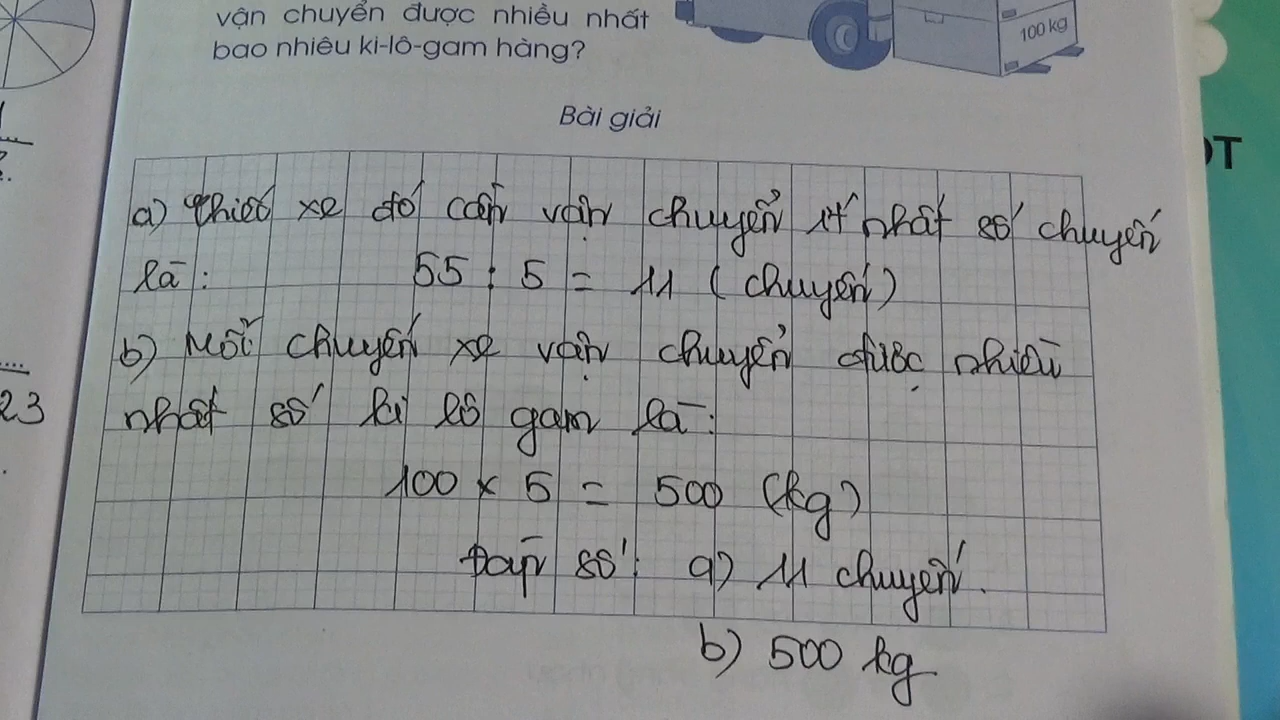 vận chuyển được nhiều nhất
bao nhiêu ki-lô-gam hàng?
100 kg
Bài giải
a) Chiếc xe đó cần vận chuyển ít nhất số chuyến
là: 55 : 5 = 11 (chuyến)
b) Mỗi chuyến xe vận chuyển được nhiều
nhất số ki lô gam là:
100 x 5 = 500 (kg)
Đáp số: a) 11 chuyến.
b) 500 kg
23